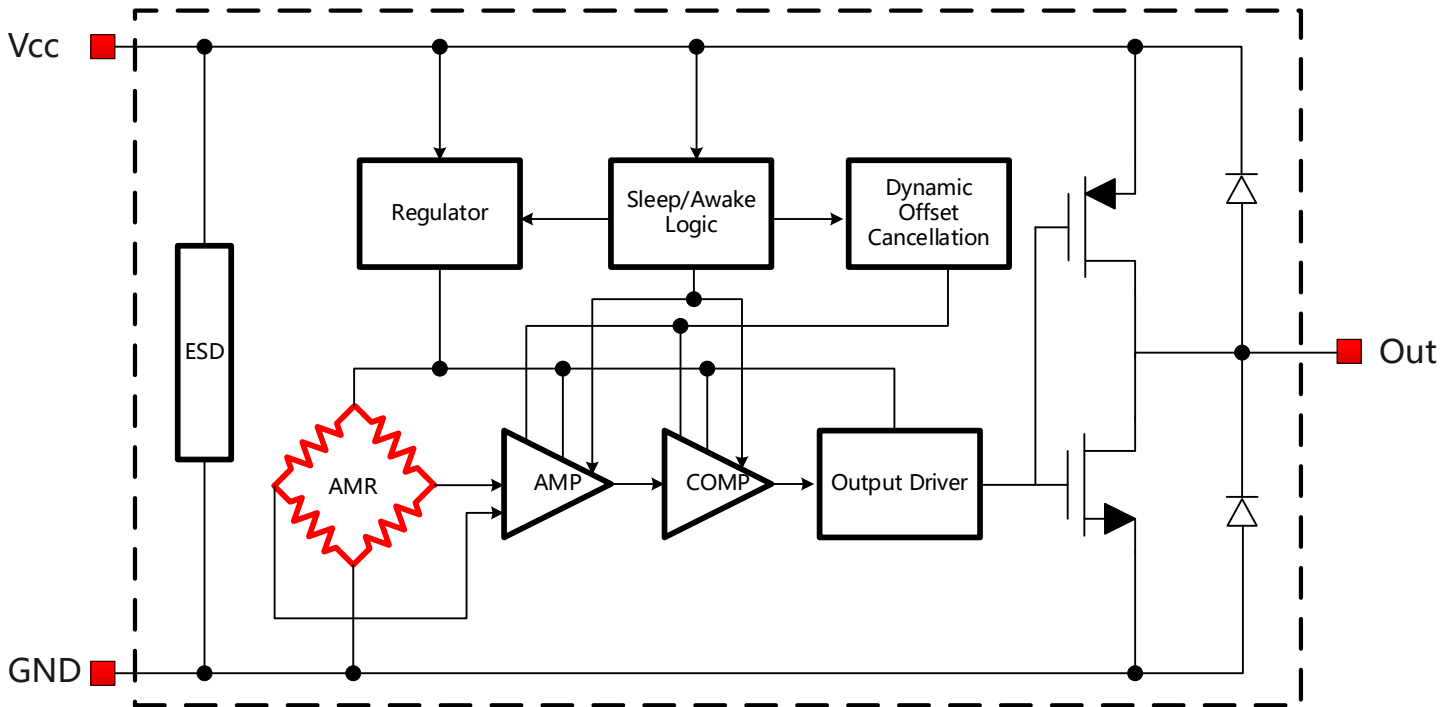 Vcc
Regulator
Sleep/Awake
Logic
Dynamic
Offset
Cancellation
ESD
Out
AMR
AMP
COMP
Output Driver
GND